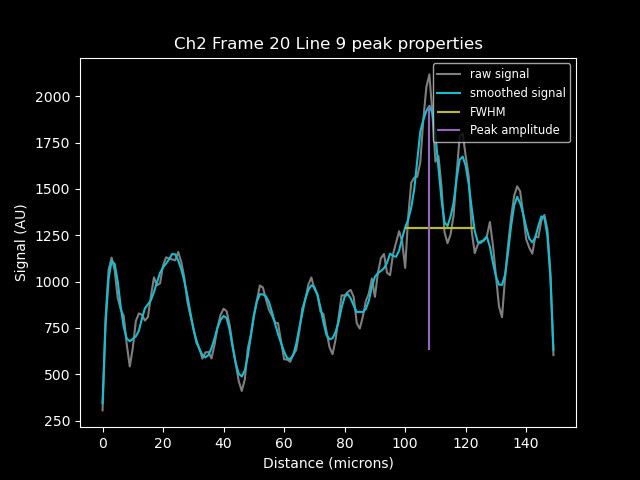 Ch2 Frame 20 Line 9 peak properties
raw signal
smoothed signal
FWHM
Peak amplitude
Signal (AU)
2000
1750
1500
1250
1000
750
500
250
0 20 40 60 80 100 120 140
Distance (microns)